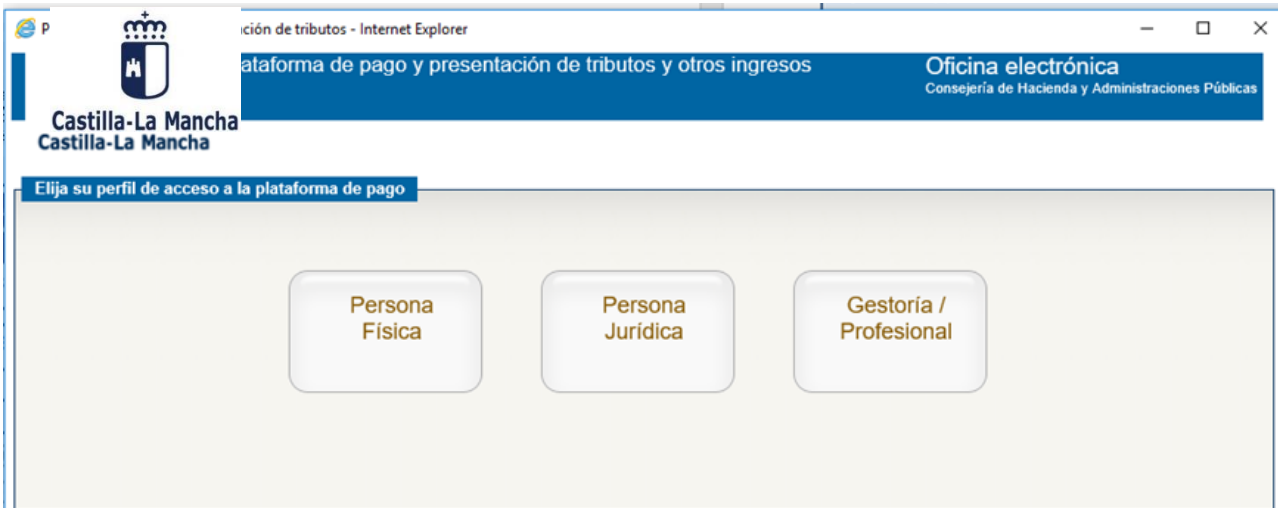 P
ción de tributos - Internet Explorer
ataforma de pago y presentación de tributos y otros ingresos
Oficina electrónica
Consejería de Hacienda y Administraciones Públicas
Castilla-La Mancha
Castilla-La Mancha
Elija su perfil de acceso a la plataforma de pago
Persona
Física
Persona
Jurídica
Gestoría /
Profesional